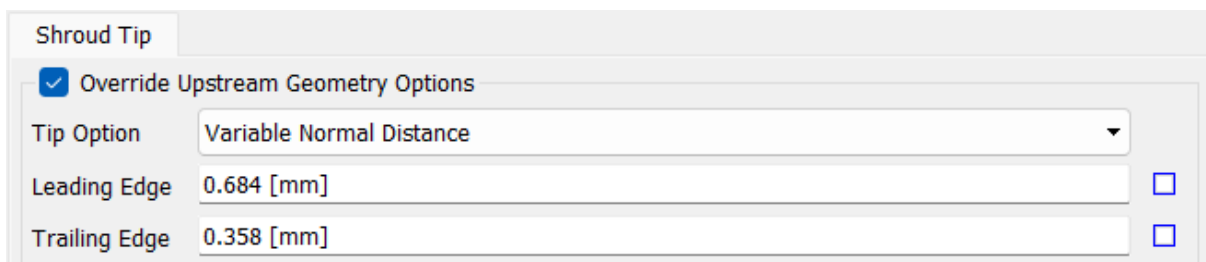 Shroud Tip
Override Upstream Geometry Options
Tip Option Variable Normal Distance
Leading Edge 0.684 [mm]
Trailing Edge 0.358 [mm]